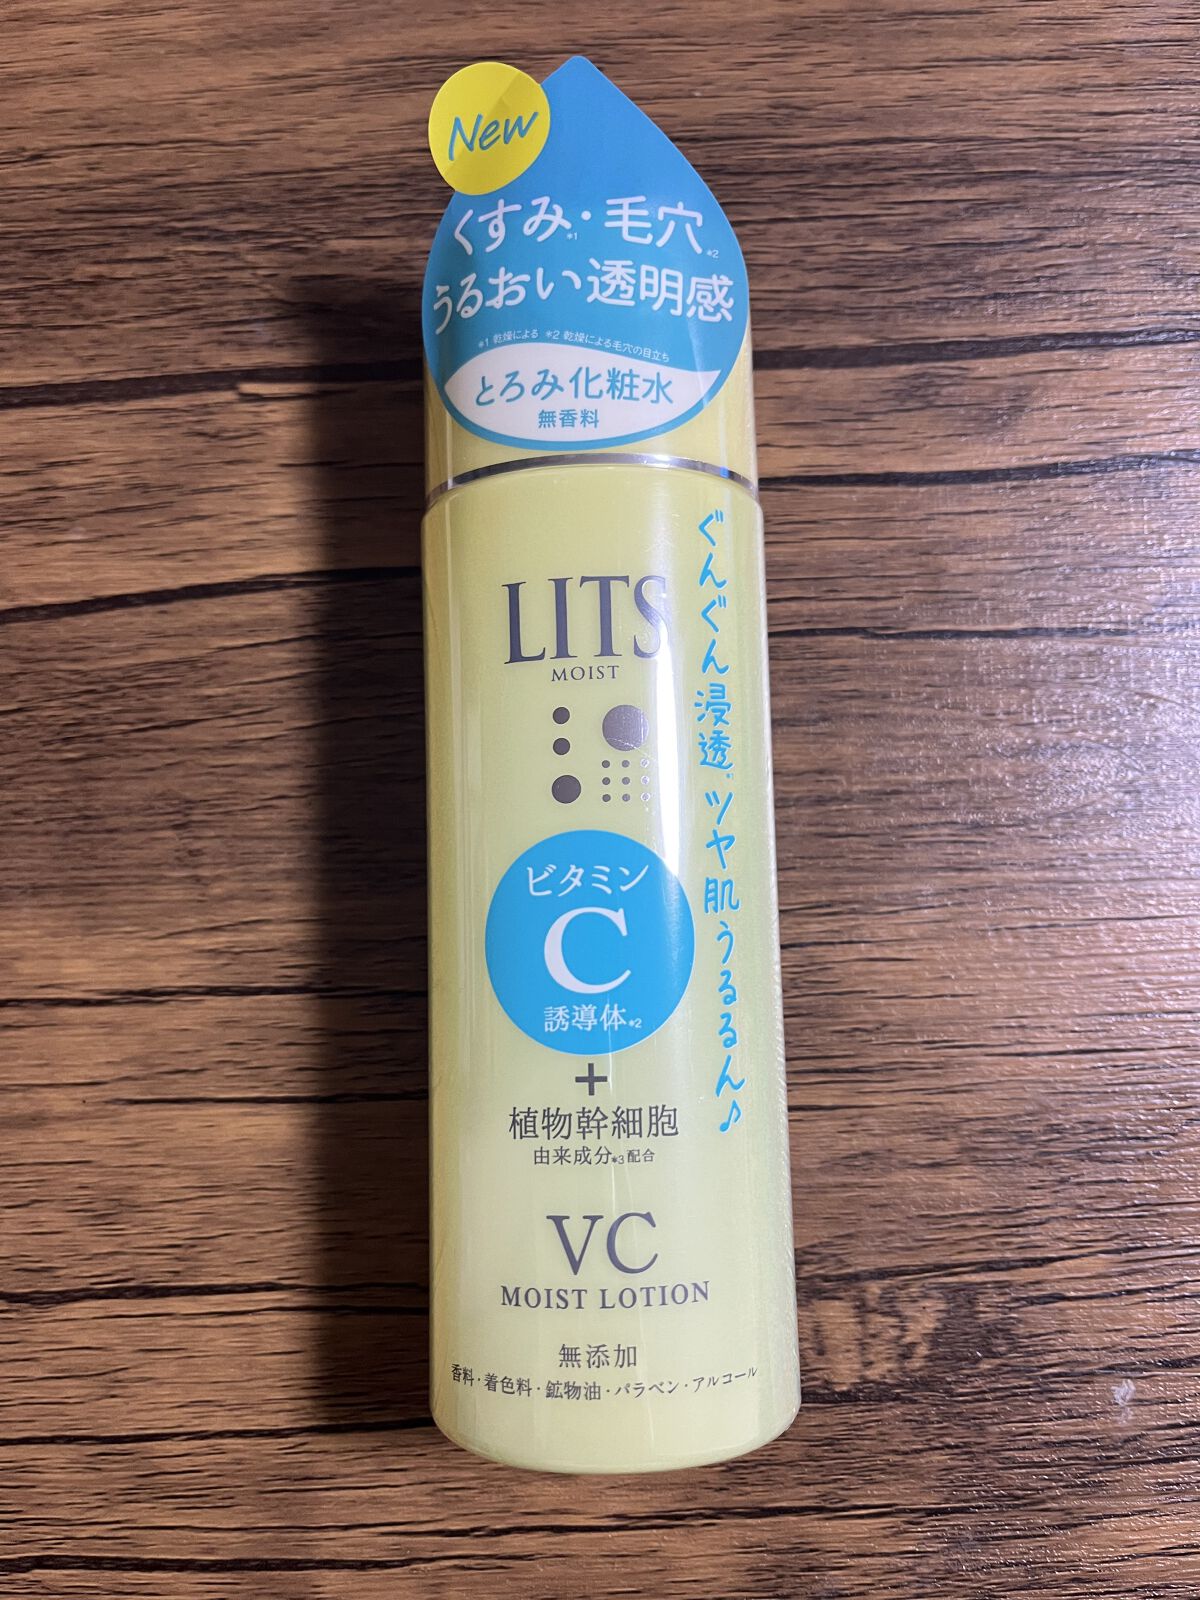 New
くすみ*1・毛穴*2
うるおい透明感
*1 乾燥による *2 乾燥による毛穴の目立ち
とろみ化粧水
無香料
LITS
MOIST
ぐんぐん浸透*ツヤ肌うるるん♪
ビタミン
C
誘導体*2
+
植物幹細胞
由来成分*3配合
VC
MOIST LOTION
無添加
香料・着色料・鉱物油・パラベン・アルコール